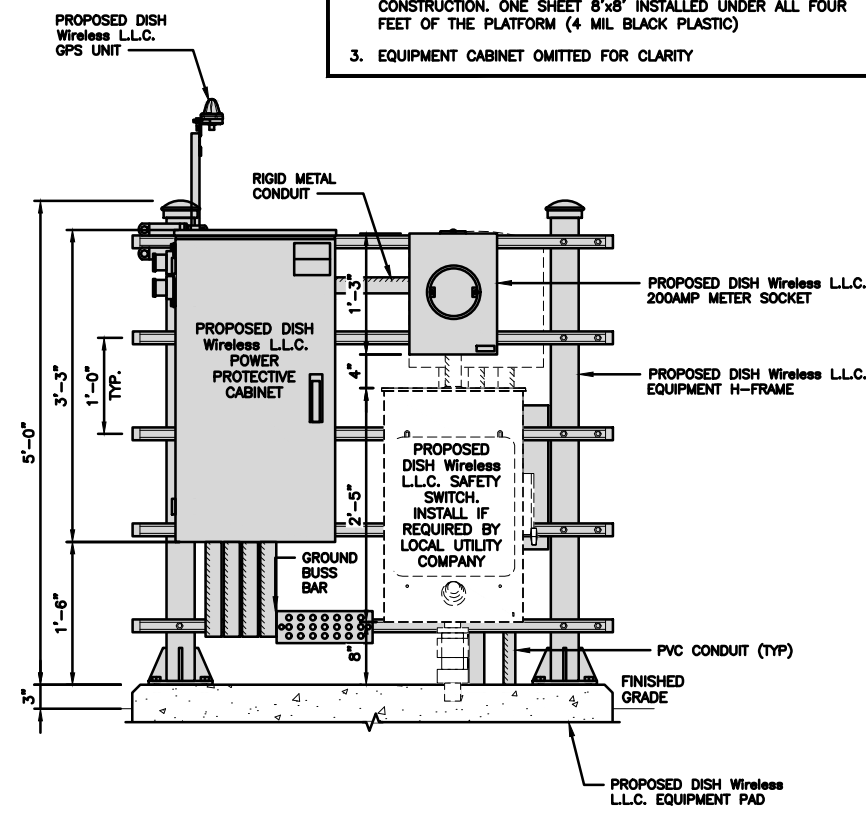 CONSTRUCTION. ONE SHEET 8'x8' INSTALLED UNDER ALL FOUR
FEET OF THE PLATFORM (4 MIL BLACK PLASTIC)
3. EQUIPMENT CABINET OMITTED FOR CLARITY
PROPOSED DISH
Wireless L.L.C.
GPS UNIT
RIGID METAL
CONDUIT
PROPOSED DISH Wireless L.L.C.
200AMP METER SOCKET
PROPOSED DISH Wireless L.L.C.
EQUIPMENT H-FRAME
PROPOSED DISH
Wireless L.L.C.
POWER
PROTECTIVE
CABINET
PROPOSED
DISH Wireless
L.L.C. SAFETY
SWITCH.
INSTALL IF
REQUIRED BY
LOCAL UTILITY
COMPANY
GROUND
BUSS
BAR
5'-0"
3'-3"
1'-0"
TYP.
1'-6"
3"
1'-3"
4"
2'-5"
8"
PVC CONDUIT (TYP)
FINISHED
GRADE
PROPOSED DISH Wireless
L.L.C. EQUIPMENT PAD